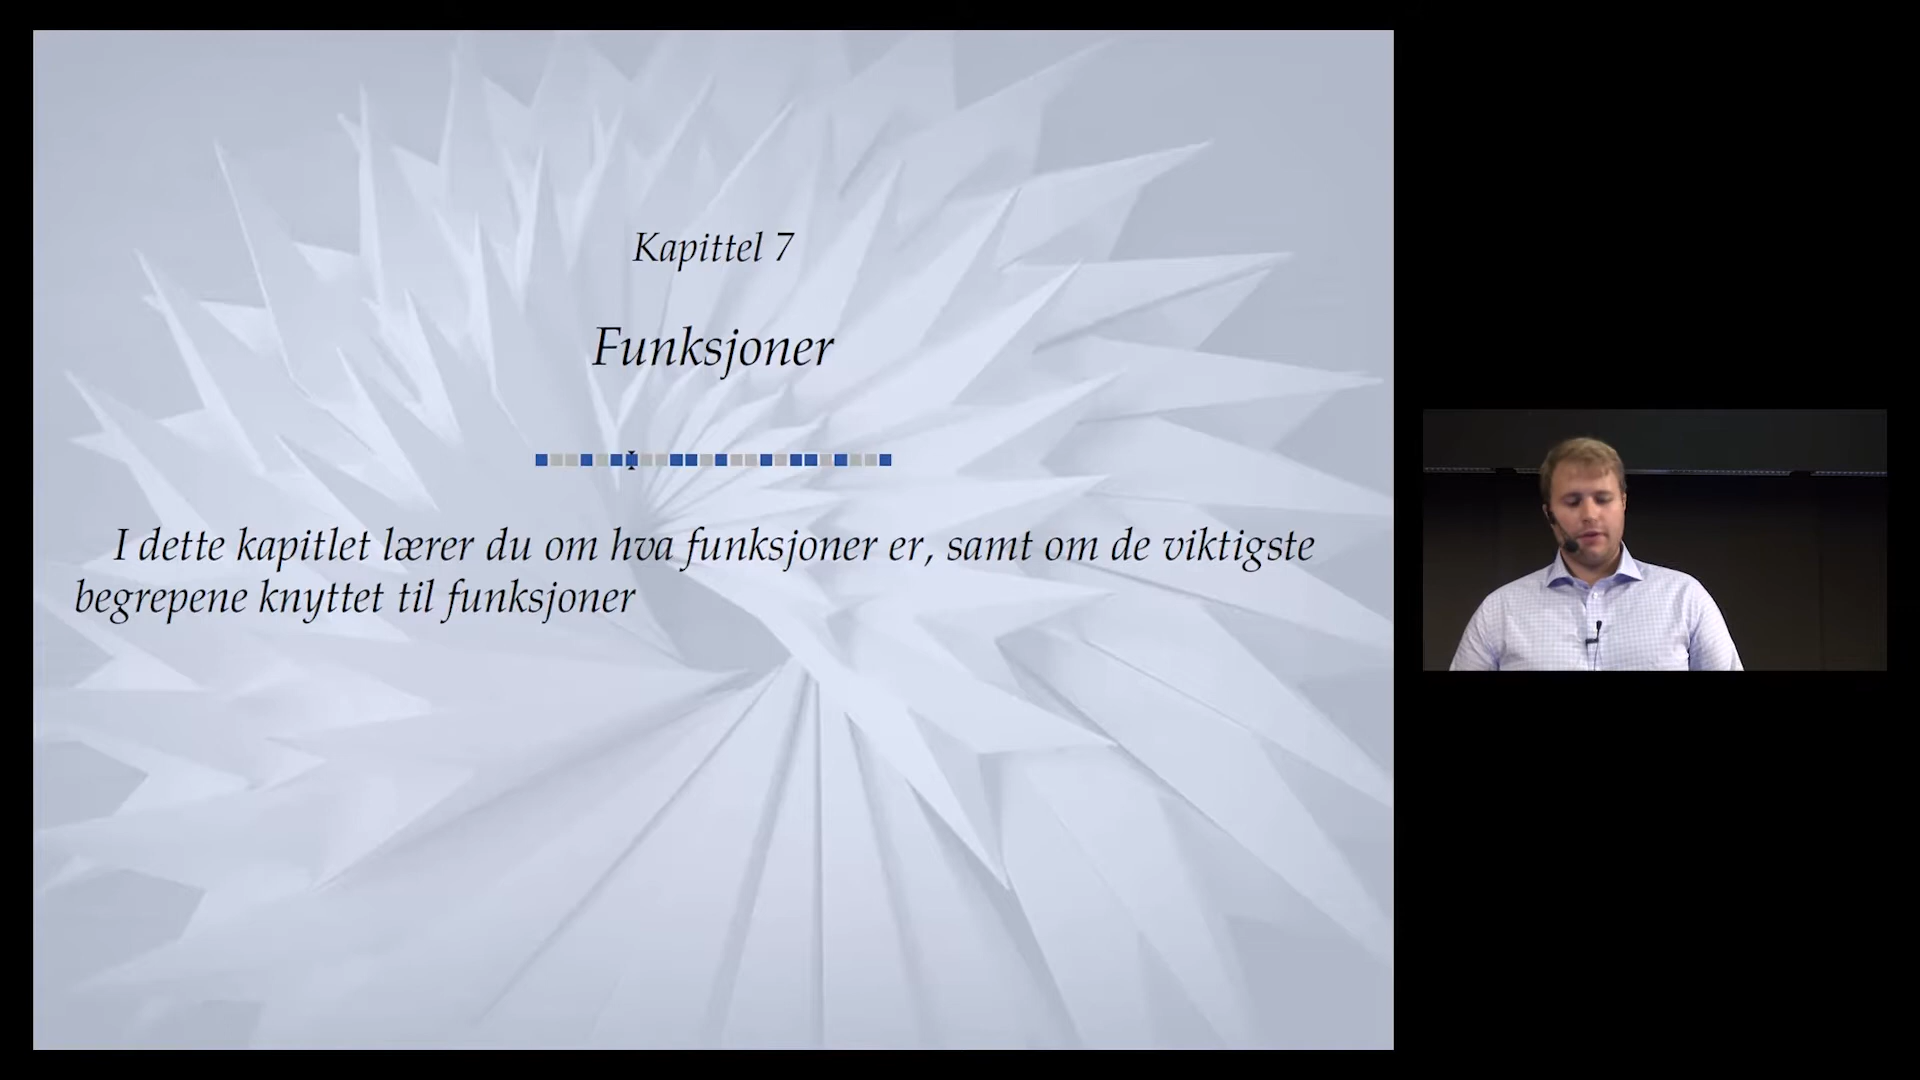 Kapittel 7
Funksjoner
I dette kapitlet lærer du om hva funksjoner er, samt om de viktigste
begrepene knyttet til funksjoner